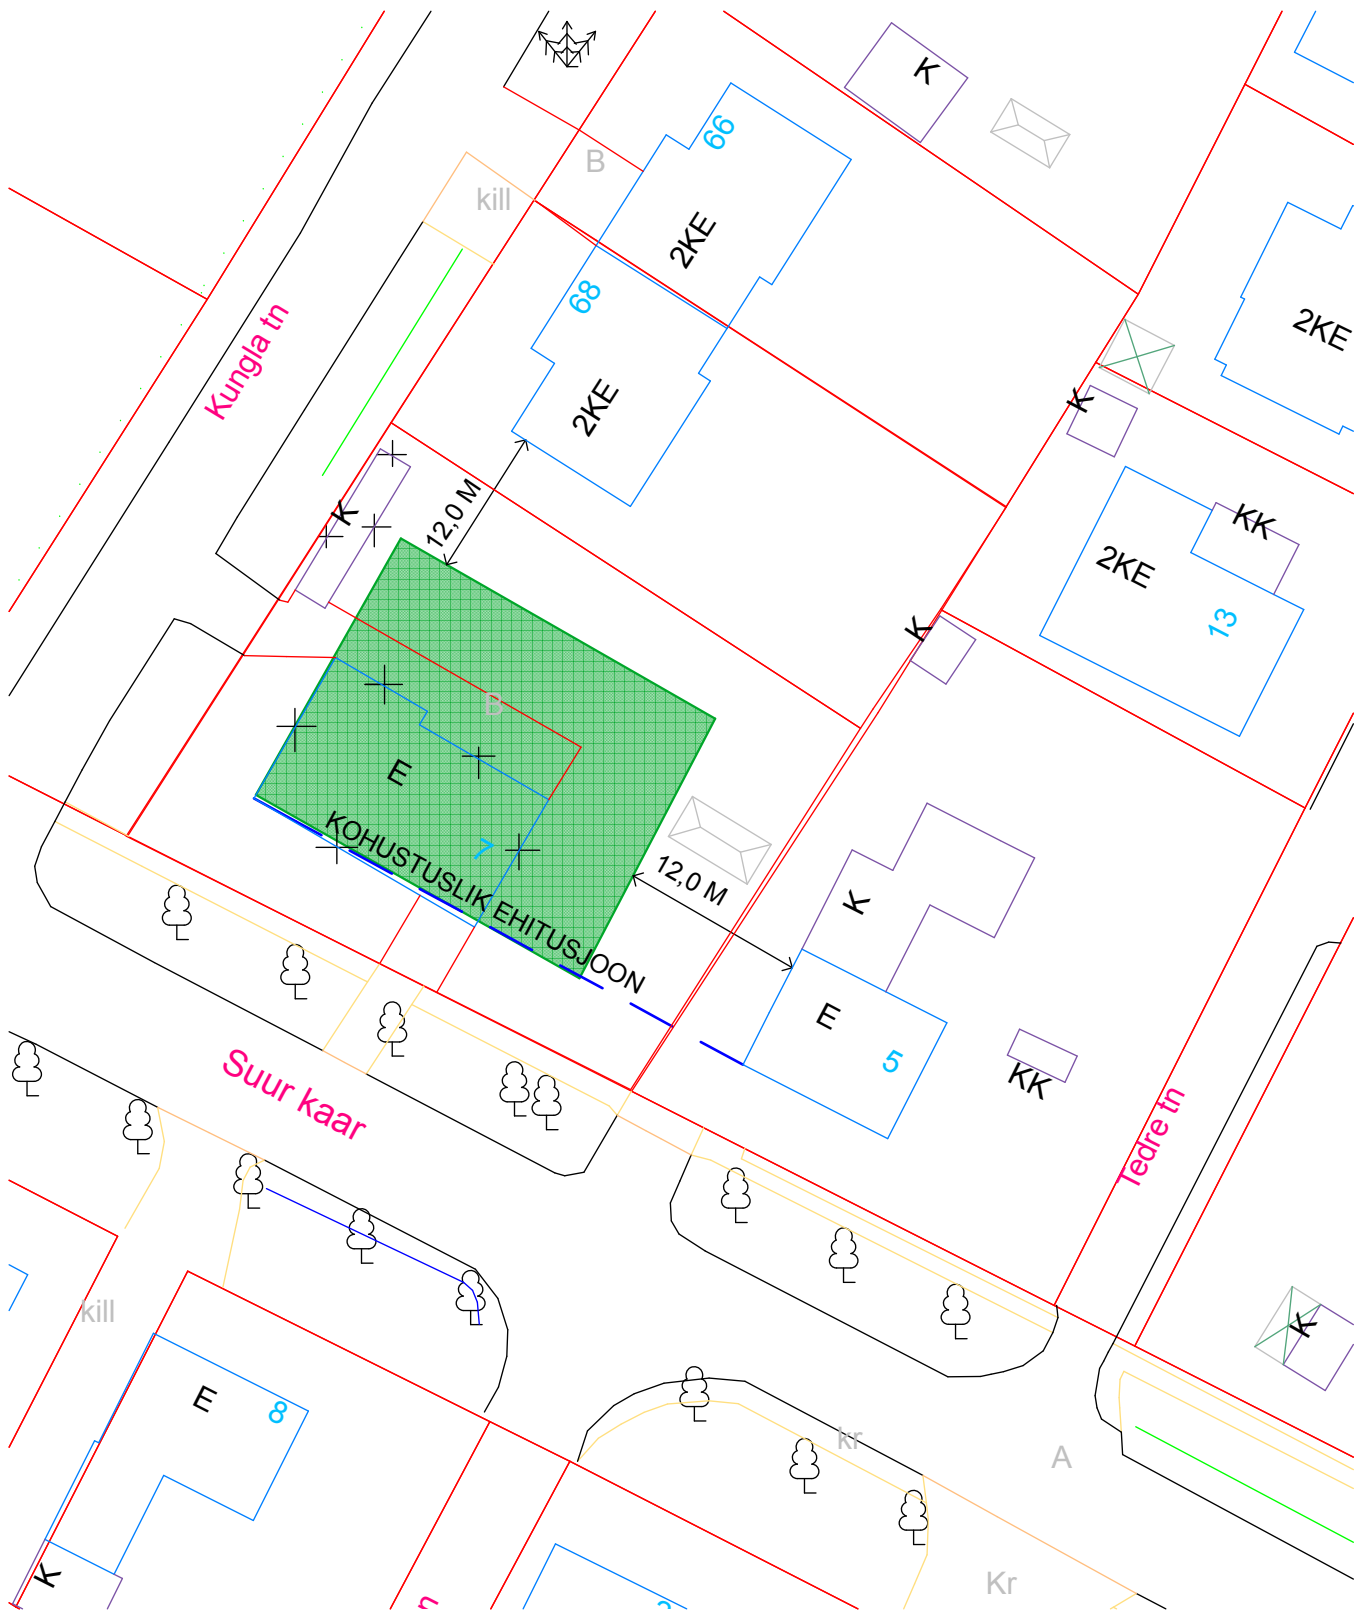 K
66
B
kill
2KE
68
2KE
Kungla tn
2KE
K
K
12,0 M
KK
2KE
13
K
B
E
7
KOHUSTUSLIK EHITUSJOON
12,0 M
K
E
5
KK
Suur kaar
Tedre tn
kill
K
E
8
kr
A
K
Kr